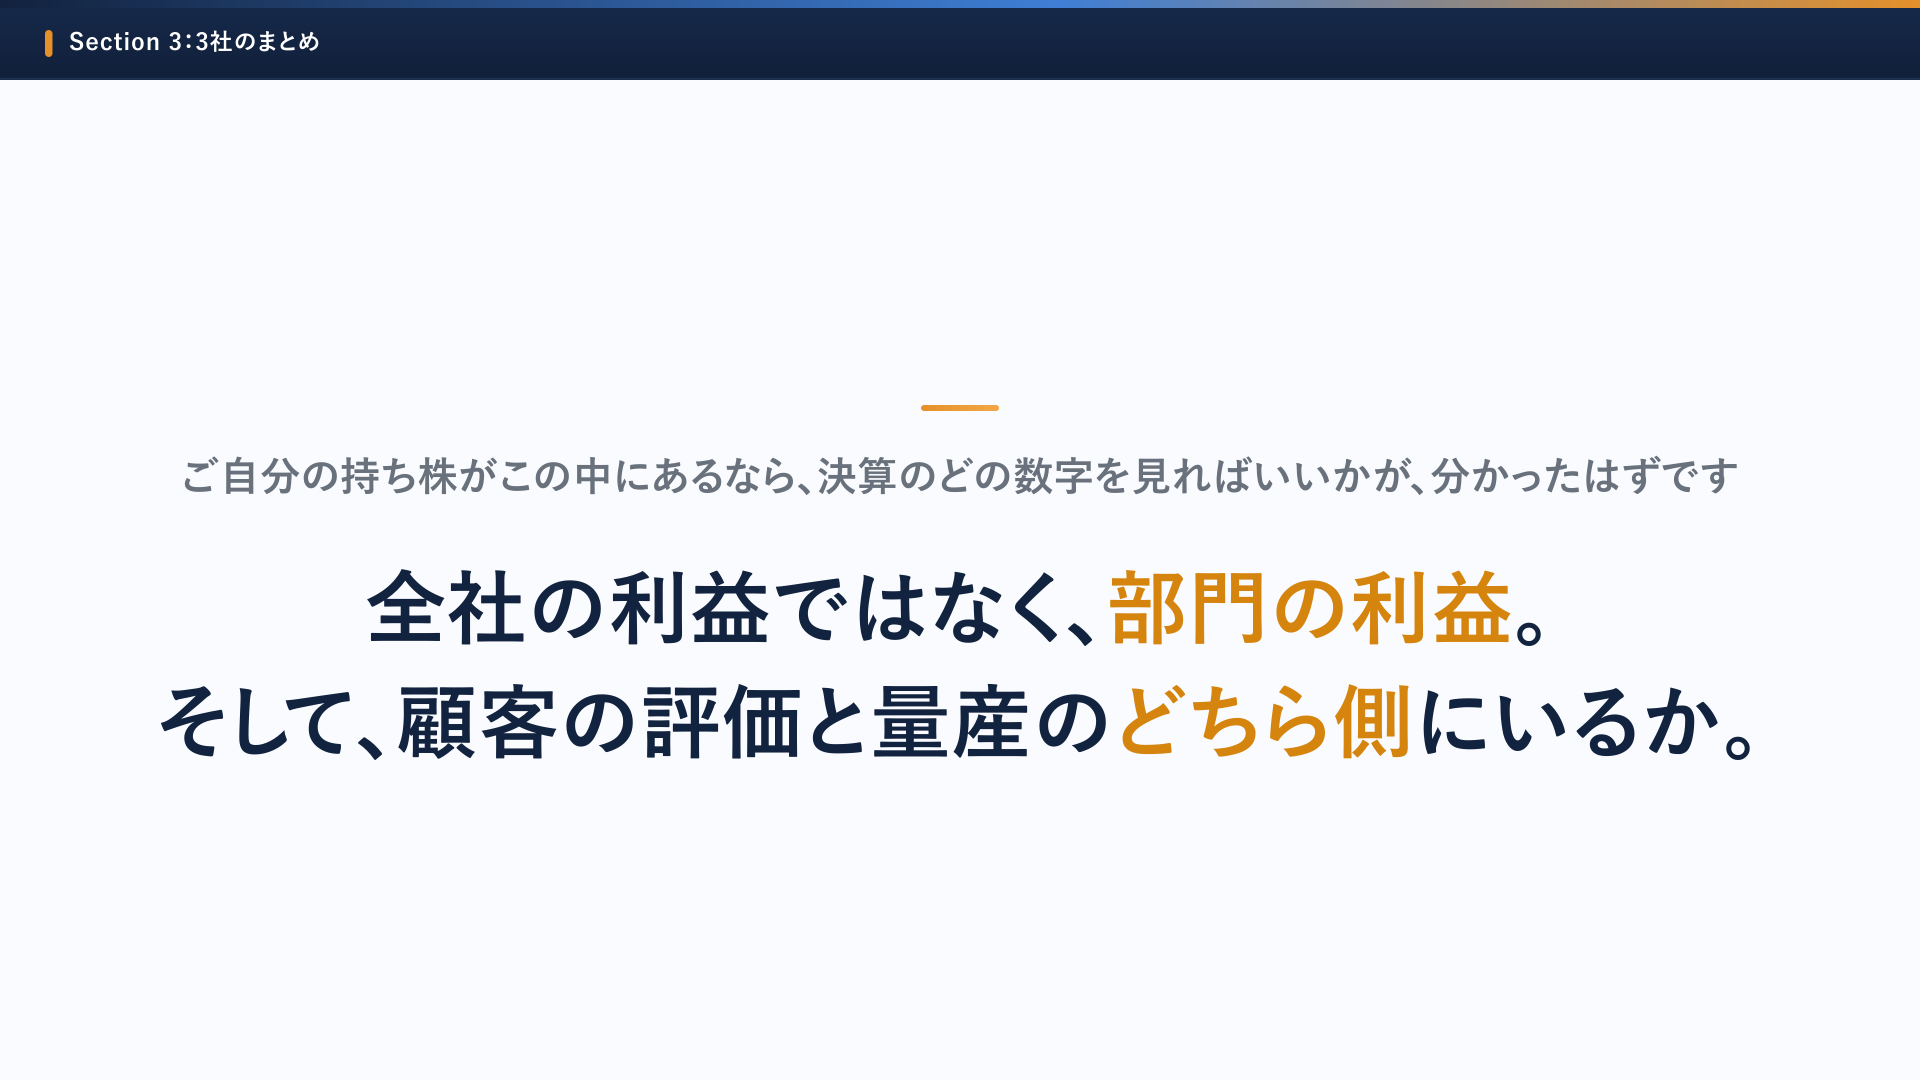 Section 3：3社のまとめ
ご自分の持ち株がこの中にあるなら、決算のどの数字を見ればいいかが、分かったはずです
全社の利益ではなく、部門の利益。
そして、顧客の評価と量産のどちら側にいるか。